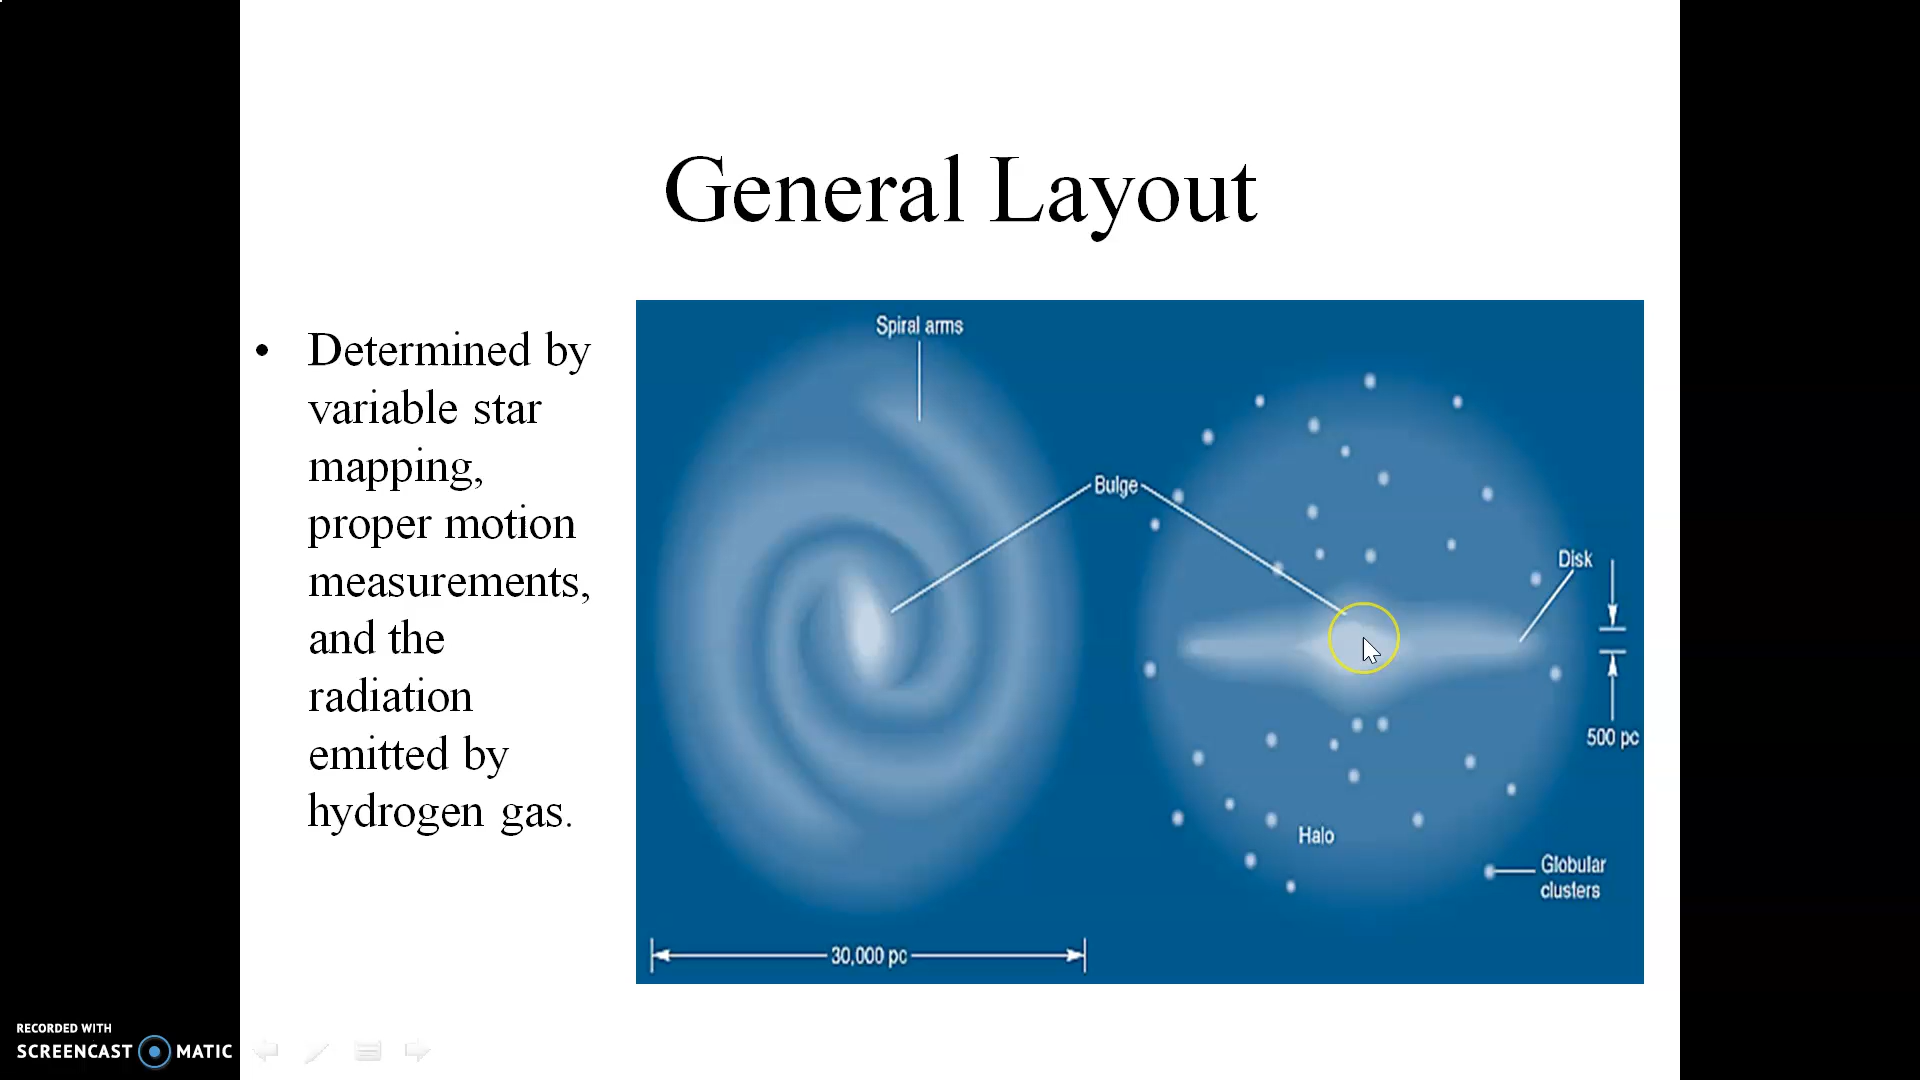 General Layout
• Determined by
variable star
mapping,
proper motion
measurements,
and the
radiation
emitted by
hydrogen gas.
Spiral arms
Bulge
Disk
500 pc
Halo
Globular
clusters
30,000 pc
RECORDED WITH
SCREENCAST MATIC